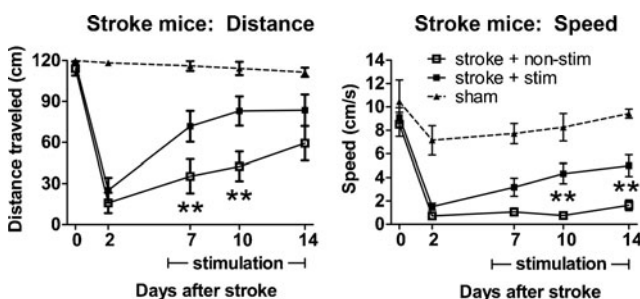 Stroke mice: Distance
Distance traveled (cm)
120
90
60
30
0
0 2 7 10 14
** **
stimulation
Days after stroke
Stroke mice: Speed
stroke + non-stim
stroke + stim
sham
Speed (cm/s)
14
12
10
8
6
4
2
0
0 2 7 10 14
** **
stimulation
Days after stroke